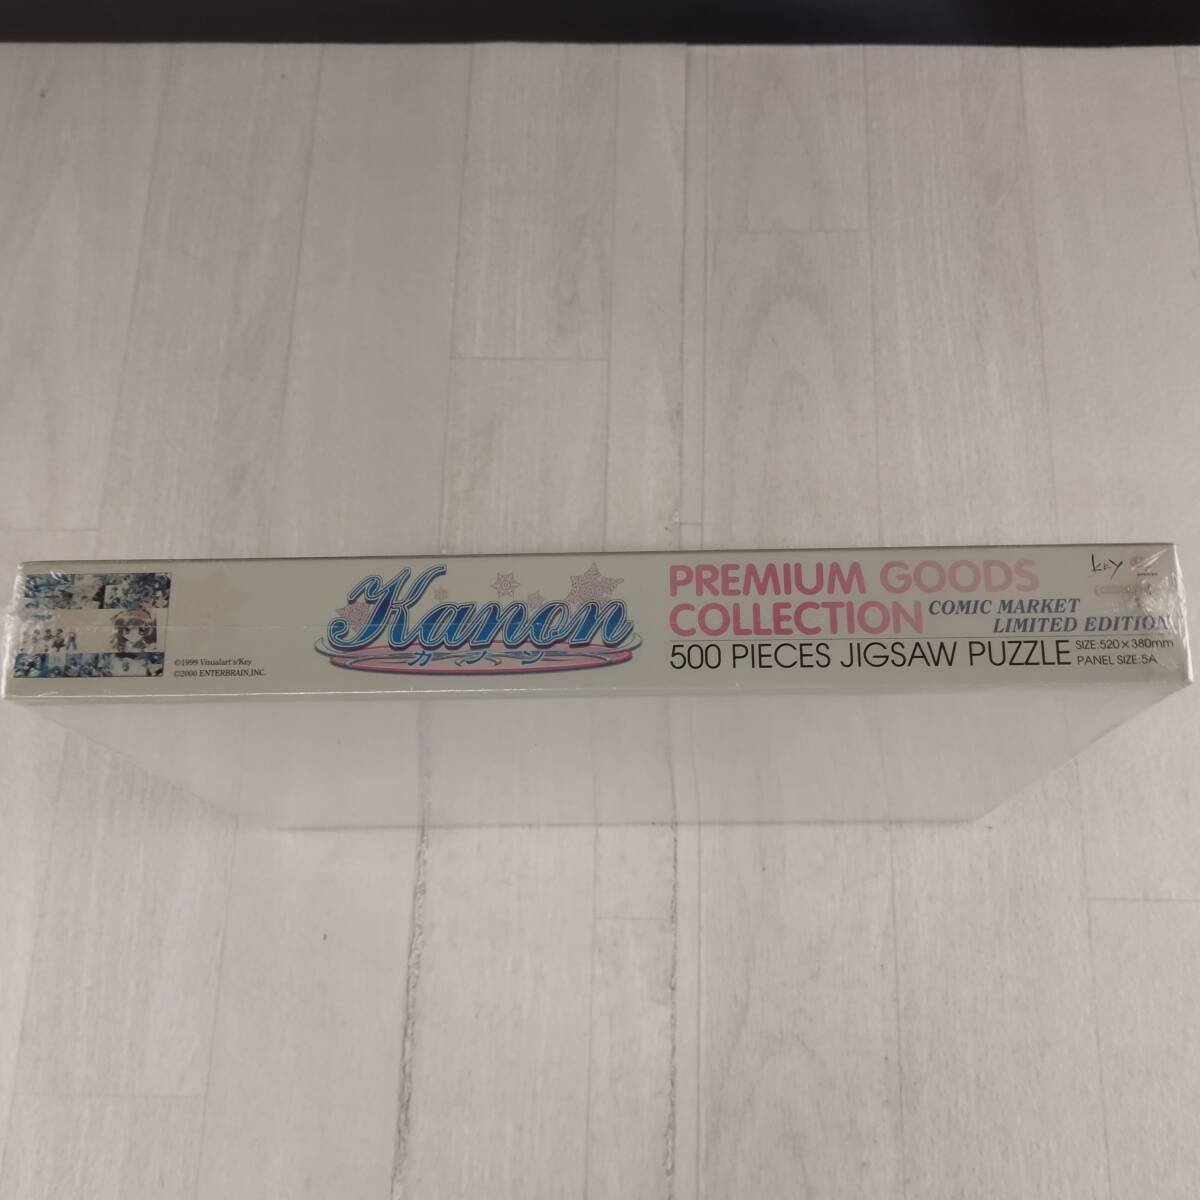 ©1999 Visualart's/Key
©2000 ENTERBRAIN,INC.
Kanon
カノン
PREMIUM GOODS
COLLECTION
COMIC MARKET
LIMITED EDITION
500 PIECES JIGSAW PUZZLE
SIZE:520×380mm
PANEL SIZE:5A
Key